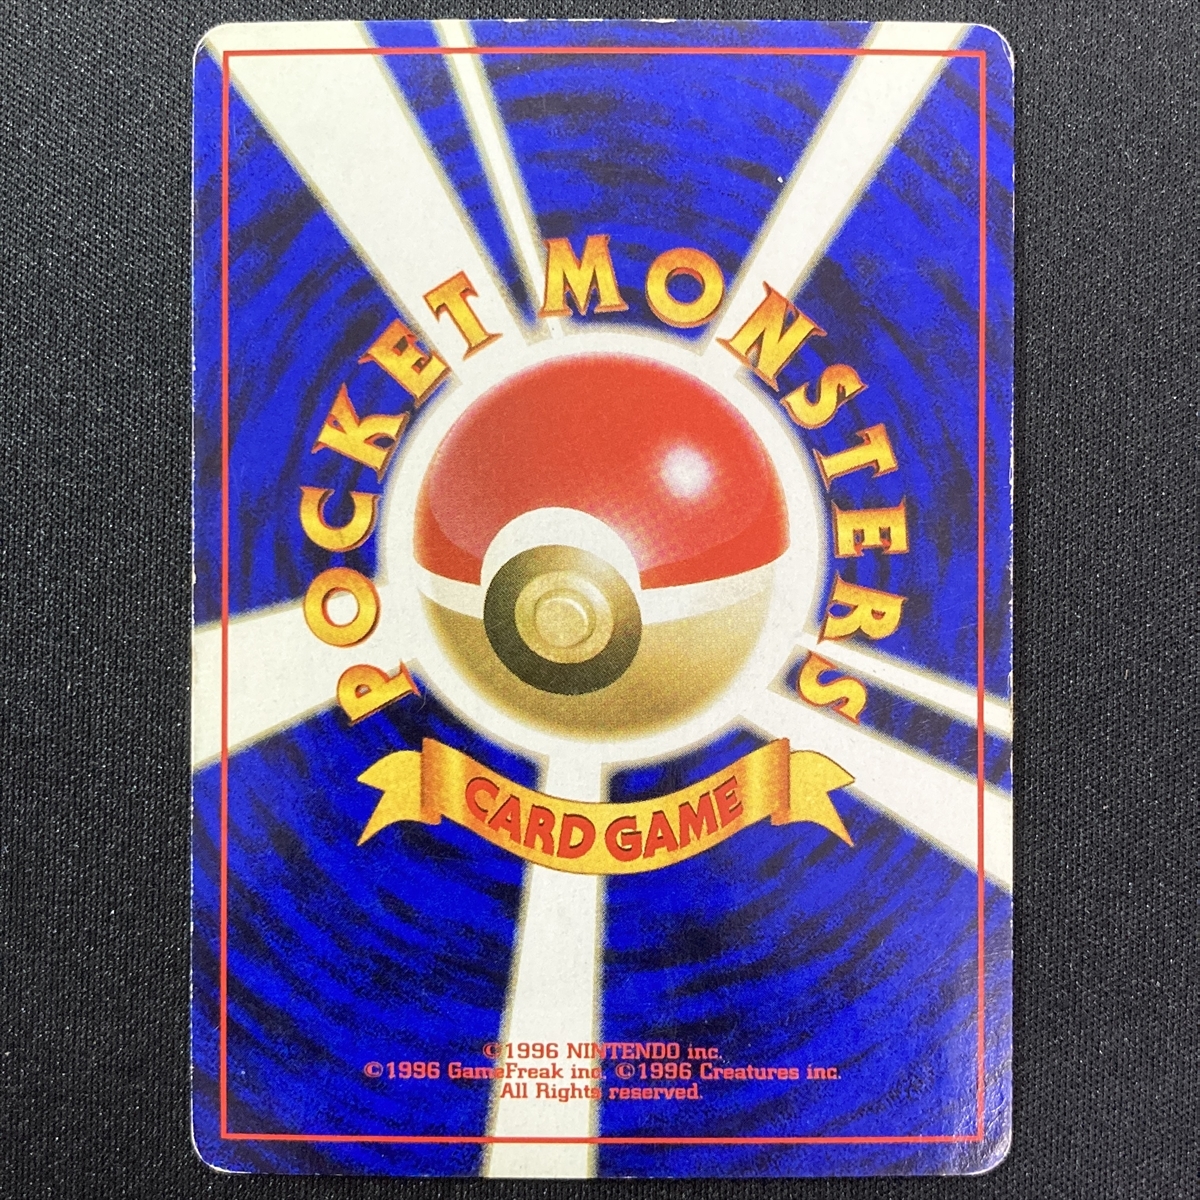 POCKET MONSTERS
CARD GAME
©1996 NINTENDO inc.
©1996 GameFreak inc. ©1996 Creatures inc.
All Rights reserved.